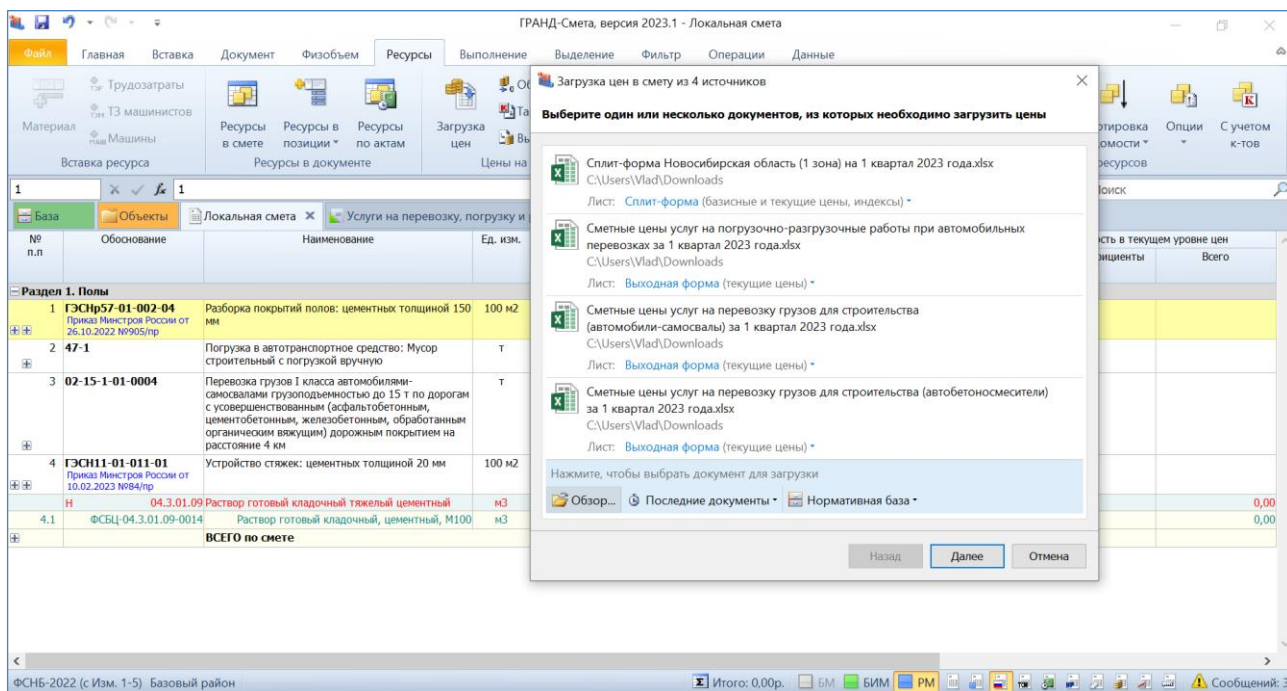 ГРАНД-Смета, версия 2023.1 - Локальная смета
Файл Главная Вставка Документ Физобъем Ресурсы Выполнение Выделение Фильтр Операции Данные
Материал
Трудозатраты
ТЗ машинистов
Машины
Вставка ресурса
Ресурсы в смете
Ресурсы в позиции
Ресурсы по актам
Ресурсы в документе
Загрузка цен
Цены на
Опции
С учетом к-тов
1 fx 1
База Объекты Локальная смета Услуги на перевозку, погрузку и
№ п.п Обоснование Наименование Ед. изм. Всего
Раздел 1. Полы
1 ГЭСНр57-01-002-04 Разборка покрытий полов: цементных толщиной 150 100 м2
Приказ Минстроя России от мм
26.10.2022 №905/пр
2 47-1 Погрузка в автотранспортное средство: Мусор т
строительный с погрузкой вручную
3 02-15-1-01-0004 Перевозка грузов I класса автомобилями- т
самосвалами грузоподъемностью до 15 т по дорогам
с усовершенствованным (асфальтобетонным,
цементобетонным, железобетонным, обработанным
органическим вяжущим) дорожным покрытием на
расстояние 4 км
4 ГЭСН11-01-011-01 Устройство стяжек: цементных толщиной 20 мм 100 м2
Приказ Минстроя России от
10.02.2023 №84/пр
Н 04.3.01.09 Раствор готовый кладочный тяжелый цементный м3 0,00
4.1 ФСБЦ-04.3.01.09-0014 Раствор готовый кладочный, цементный, М100 м3 0,00
ВСЕГО по смете
Загрузка цен в смету из 4 источников
Выберите один или несколько документов, из которых необходимо загрузить цены
Сплит-форма Новосибирская область (1 зона) на 1 квартал 2023 года.xlsx
C:\Users\Vlad\Downloads
Лист: Сплит-форма (базисные и текущие цены, индексы)
Сметные цены услуг на погрузочно-разгрузочные работы при автомобильных
перевозках за 1 квартал 2023 года.xlsx
C:\Users\Vlad\Downloads
Лист: Выходная форма (текущие цены)
Сметные цены услуг на перевозку грузов для строительства
(автомобили-самосвалы) за 1 квартал 2023 года.xlsx
C:\Users\Vlad\Downloads
Лист: Выходная форма (текущие цены)
Сметные цены услуг на перевозку грузов для строительства (автобетоносмесители)
за 1 квартал 2023 года.xlsx
C:\Users\Vlad\Downloads
Лист: Выходная форма (текущие цены)
Нажмите, чтобы выбрать документ для загрузки
Обзор... Последние документы Нормативная база
Назад Далее Отмена
ФСНБ-2022 (с Изм. 1-5) Базовый район Итого: 0,00р. БМ БИМ РМ Сообщений: